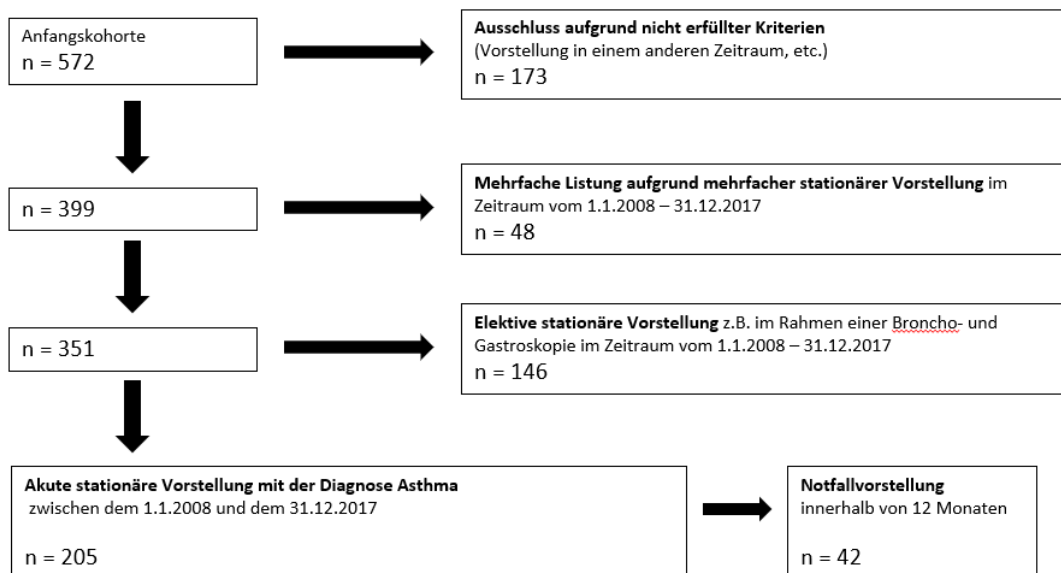 Anfangskohorte
n = 572
Ausschluss aufgrund nicht erfüllter Kriterien
(Vorstellung in einem anderen Zeitraum, etc.)
n = 173
n = 399
Mehrfache Listung aufgrund mehrfacher stationärer Vorstellung im
Zeitraum vom 1.1.2008 – 31.12.2017
n = 48
n = 351
Elektive stationäre Vorstellung z.B. im Rahmen einer Broncho- und
Gastroskopie im Zeitraum vom 1.1.2008 – 31.12.2017
n = 146
Akute stationäre Vorstellung mit der Diagnose Asthma
zwischen dem 1.1.2008 und dem 31.12.2017
n = 205
Notfallvorstellung
innerhalb von 12 Monaten
n = 42